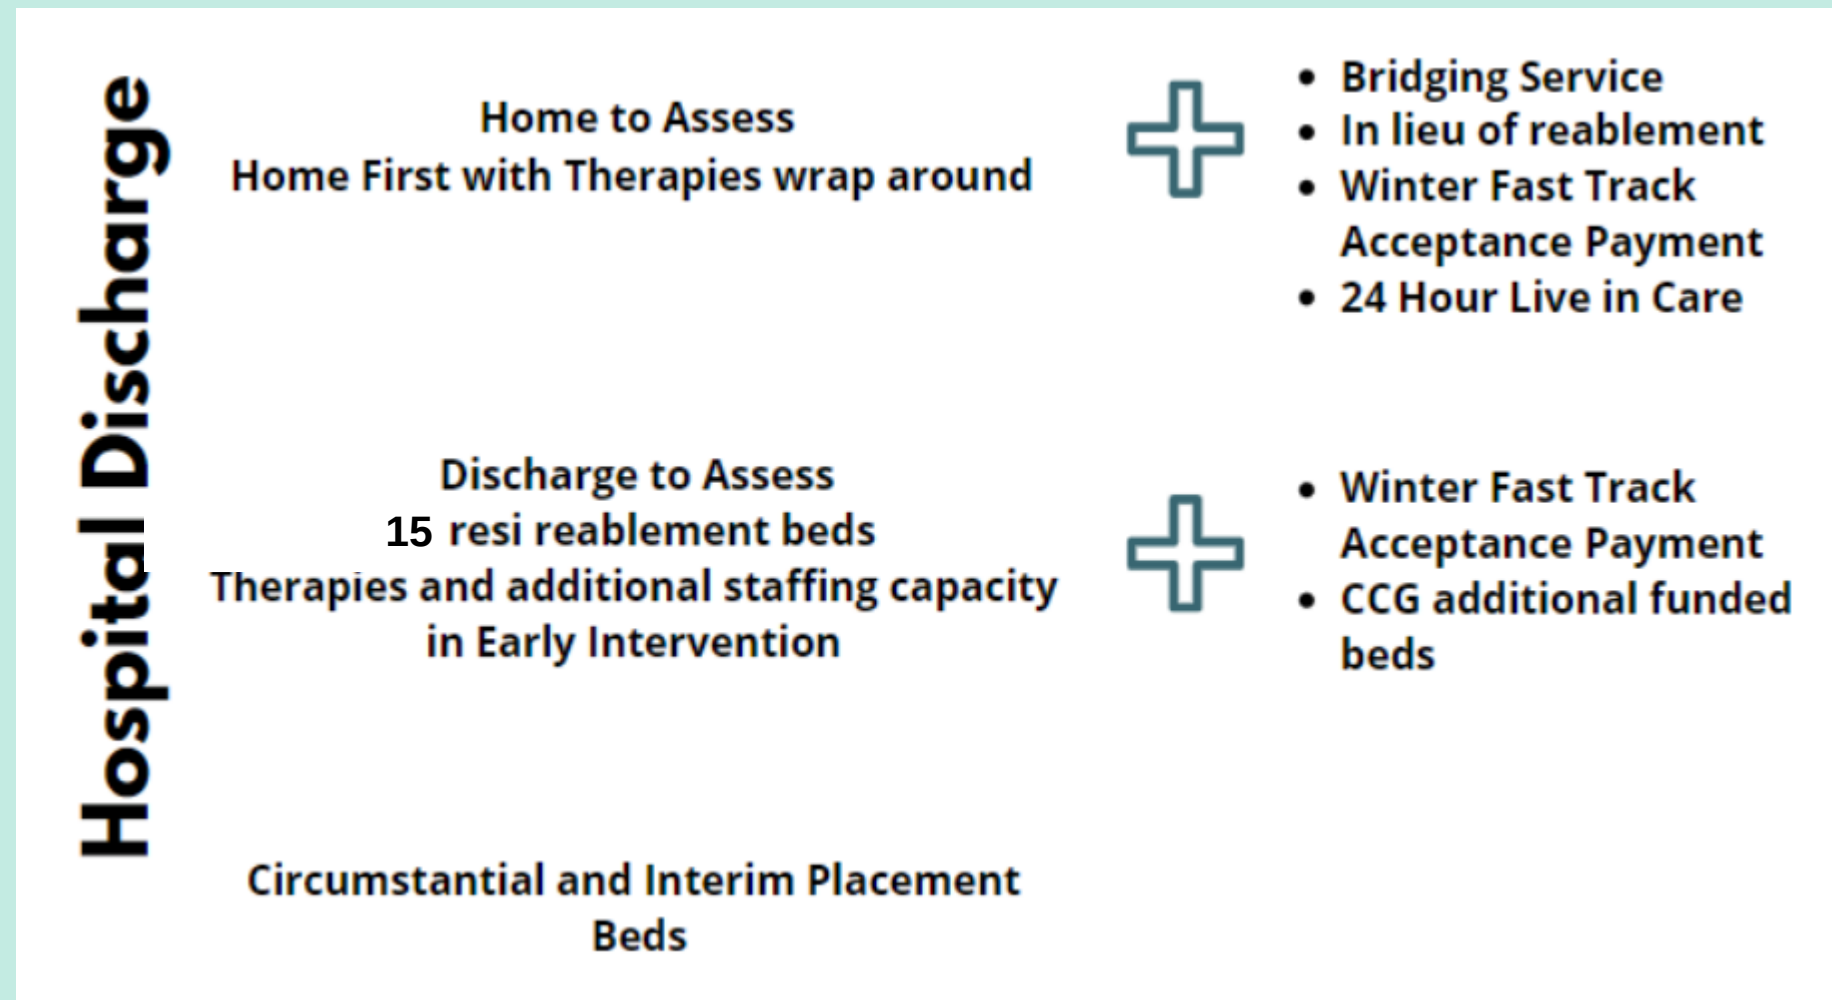 Hospital Discharge
Home to Assess
Home First with Therapies wrap around
• Bridging Service
• In lieu of reablement
• Winter Fast Track
Acceptance Payment
• 24 Hour Live in Care
Discharge to Assess
15 resi reablement beds
Therapies and additional staffing capacity
in Early Intervention
• Winter Fast Track
Acceptance Payment
• CCG additional funded
beds
Circumstantial and Interim Placement
Beds